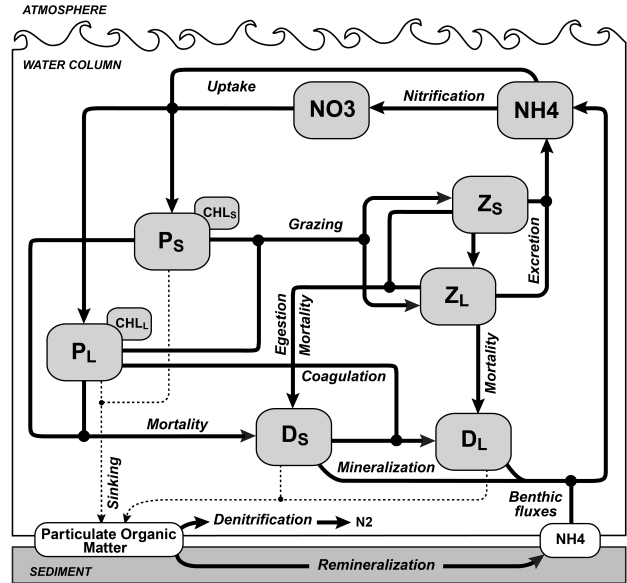 ATMOSPHERE
WATER COLUMN
Uptake
NO3
Nitrification
NH4
CHLS
PS
Grazing
ZS
Excretion
ZL
CHLL
PL
Egestion
Mortality
Coagulation
Mortality
Mortality
DS
DL
Mineralization
Sinking
Benthic
fluxes
Particulate Organic
Matter
Denitrification
N2
NH4
Remineralization
SEDIMENT